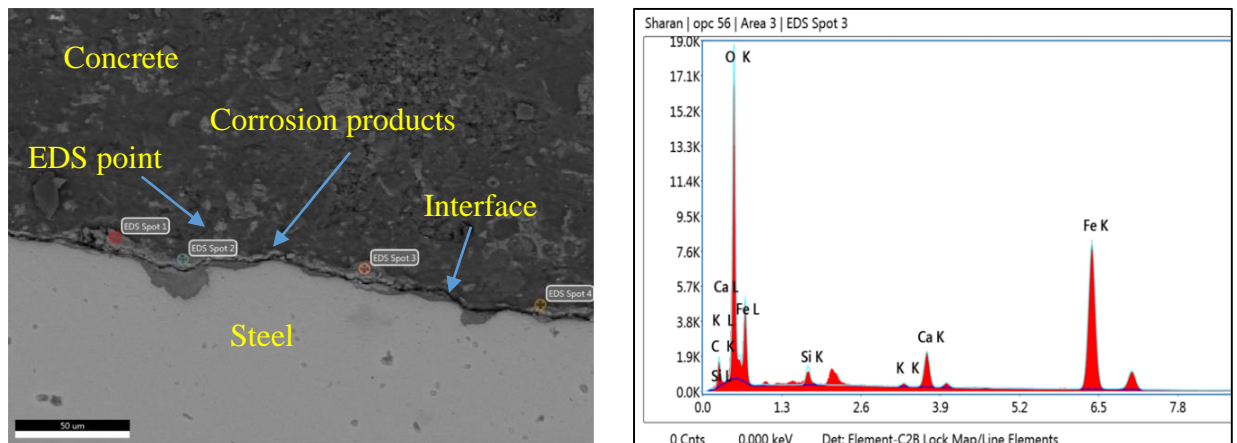 Concrete
Corrosion products
EDS point
Interface
EDS Spot 1
EDS Spot 2
EDS Spot 3
EDS Spot 4
Steel
50 um
Sharan | opc 56 | Area 3 | EDS Spot 3
19.0K
17.1K
15.2K
13.3K
11.4K
9.5K
7.6K
5.7K
3.8K
1.9K
0.0K
O K
Fe K
Ca L
Fe L
K L
C K
Si L
Si K
K K
Ca K
0.0 1.3 2.6 3.9 5.2 6.5 7.8
0 Cnts 0.000 keV Det: Element-C2B Lock Map/Line Elements